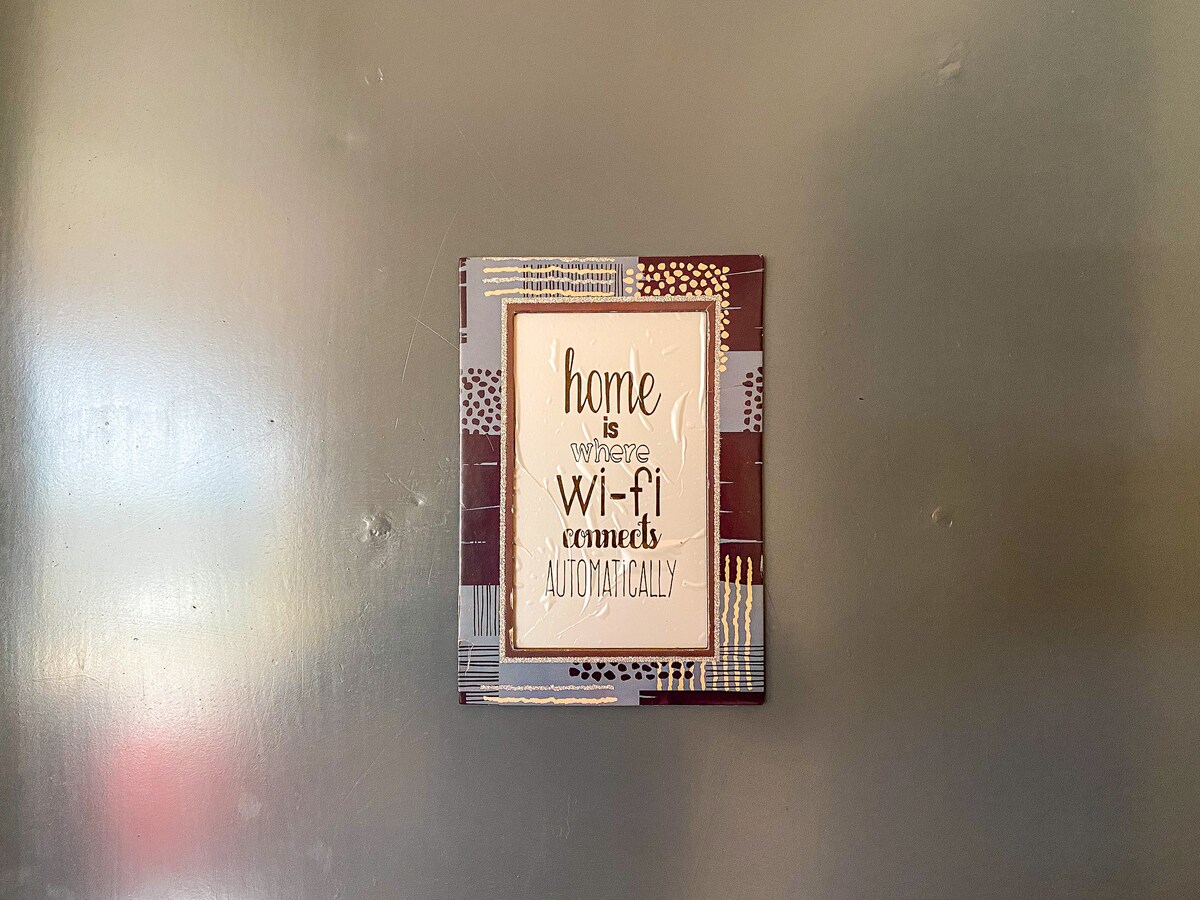 home
is
where
wi-fi
connects
AUTOMATiCALLY